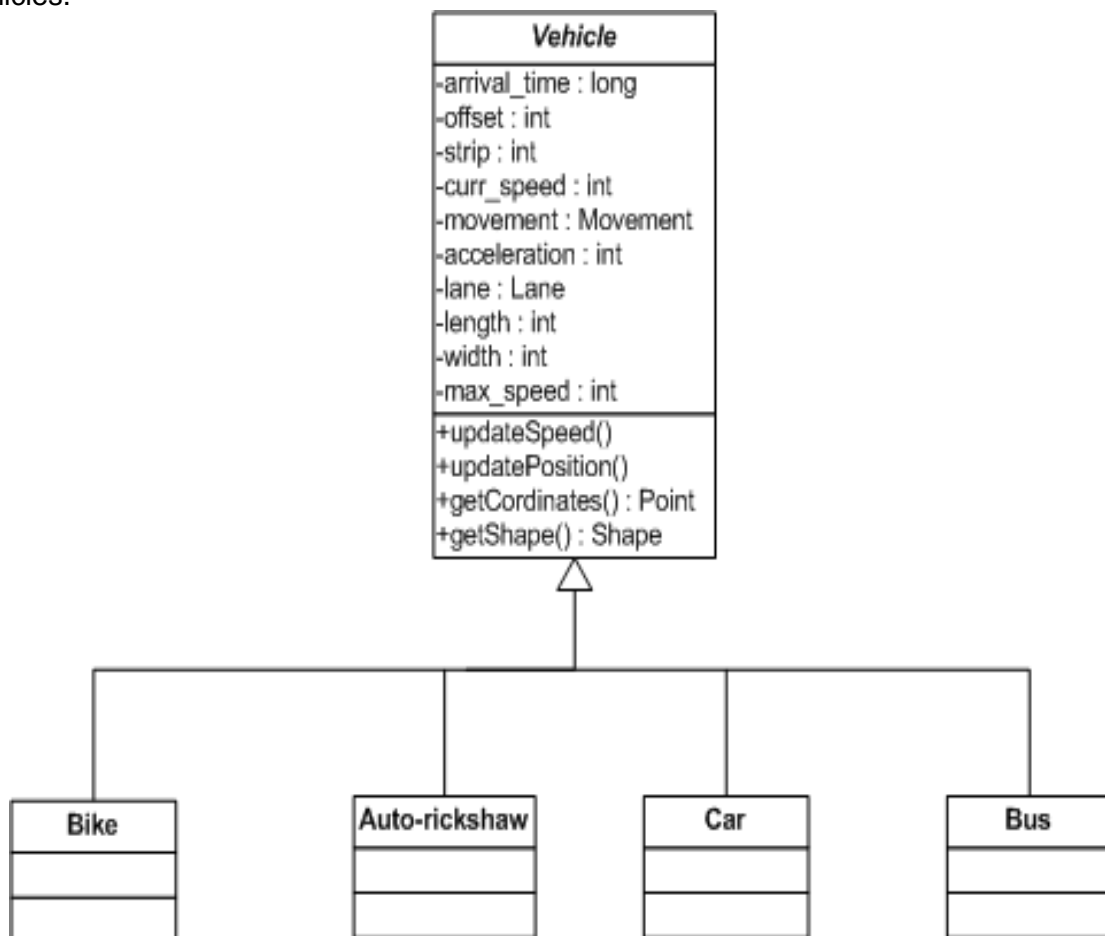 icles:
Vehicle
-arrival_time : long
-offset : int
-strip : int
-curr_speed : int
-movement : Movement
-acceleration : int
-lane : Lane
-length : int
-width : int
-max_speed : int
+updateSpeed()
+updatePosition()
+getCordinates() : Point
+getShape() : Shape
Bike
Auto-rickshaw
Car
Bus